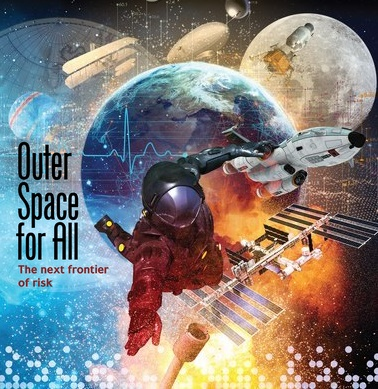 Outer
Space
for All
The next frontier
of risk